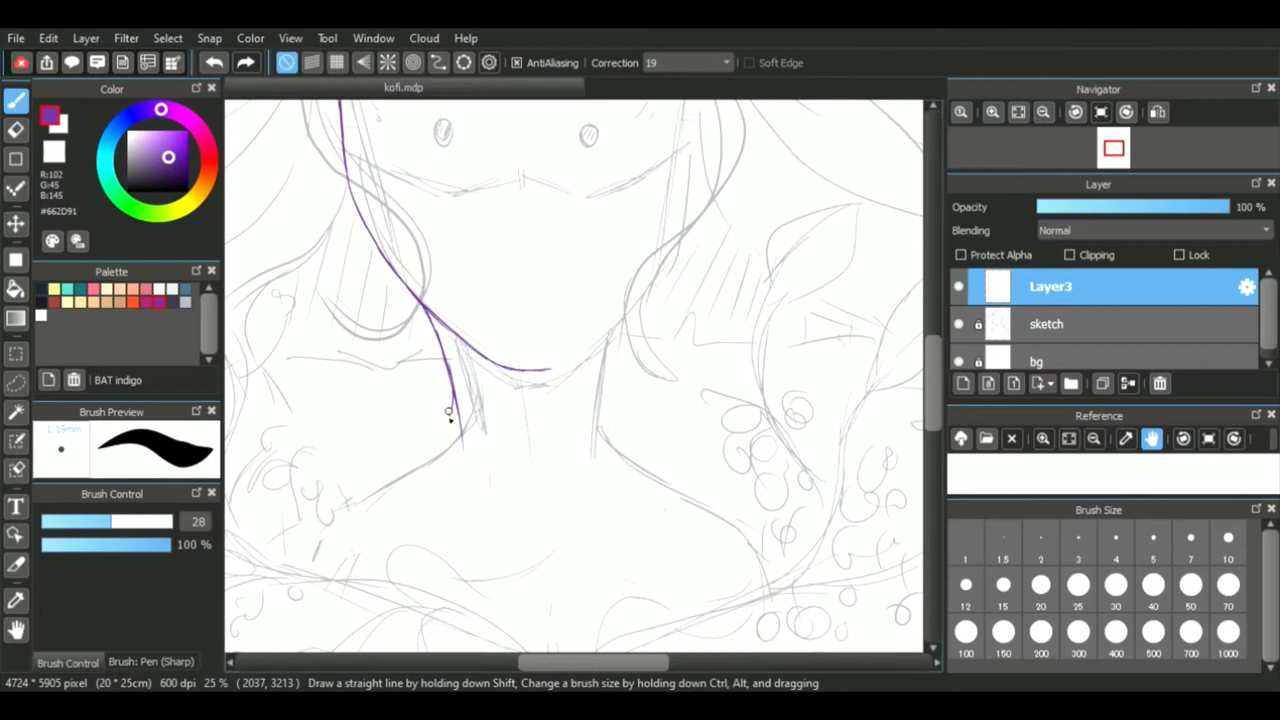 File Edit Layer Filter Select Snap Color View Tool Window Cloud Help
AntiAliasing Correction 19 Soft Edge
Color
kofi.mdp
Navigator
R:102
G:45
B:145
#662D91
Layer
Opacity 100 %
Blending Normal
Protect Alpha Clipping Lock
Palette
Layer3
sketch
bg
BAT indigo
Brush Preview
1.19mm
Reference
Brush Control
28
100 %
Brush Size
1 1.5 2 3 4 5 7 10
12 15 20 25 30 40 50 70
100 150 200 300 400 500 700 1000
Brush Control Brush: Pen (Sharp)
4724 * 5905 pixel (20 * 25cm) 600 dpi 25 % ( 2037, 3213 ) Draw a straight line by holding down Shift, Change a brush size by holding down Ctrl, Alt, and dragging